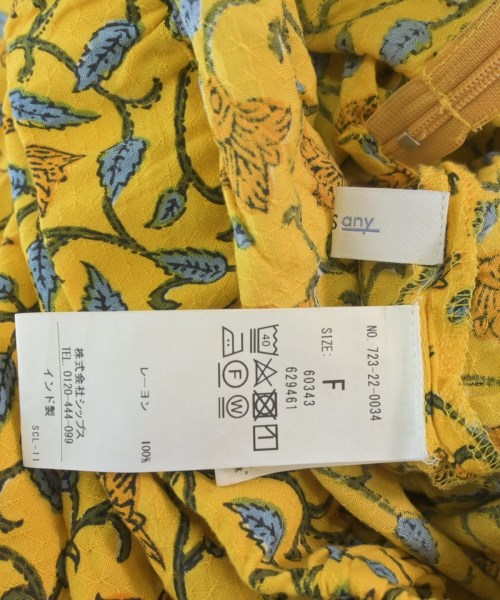 s any
NO. 723-22-0034
SIZE:
F
60343
629461
40
F W
レーヨン 100%
株式会社シップス
TEL 0120-444-099
インド製
SCL-11